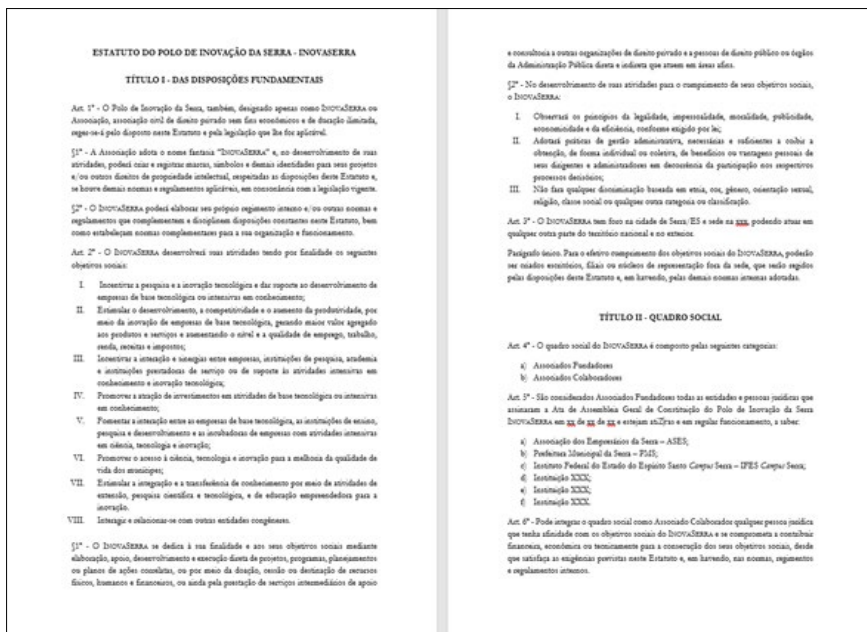 ESTATUTO DO POLO DE INOVAÇÃO DA SERRA - INOVASERRA
TÍTULO I - DAS DISPOSIÇÕES FUNDAMENTAIS
Art. 1º - O Polo de Inovação da Serra, também, designado apenas como INOVASERRA ou
Associação, associação civil de direito privado sem fins econômicos e de duração ilimitada,
reger-se-á pelo disposto neste Estatuto e pela legislação que lhe for aplicável.
§1º - A Associação adota o nome fantasia “INOVASERRA” e, no desenvolvimento de suas
atividades, poderá criar e registrar marcas, símbolos e demais identidades para seus projetos
e/ou outros direitos de propriedade intelectual, respeitadas as disposições deste Estatuto e,
se houver demais normas e regulamentos aplicáveis, em consonância com a legislação vigente.
§2º - O INOVASERRA poderá elaborar seu próprio regimento interno e/ou outras normas e
regulamentos que complementem e disciplinem disposições constantes neste Estatuto, bem
como estabeleçam normas complementares para a sua organização e funcionamento.
Art. 2º - O INOVASERRA desenvolverá suas atividades tendo por finalidade os seguintes
objetivos sociais:
I. Incentivar a pesquisa e a inovação tecnológica e dar suporte ao desenvolvimento de
empresas de base tecnológica ou intensivas em conhecimento;
II. Estimular o desenvolvimento, a competitividade e o aumento da produtividade, por
meio da inovação de empresas de base tecnológica, gerando maior valor agregado
aos produtos e serviços e aumentando o nível e a qualidade de emprego, trabalho,
renda, receitas e impostos;
III. Incentivar a interação e sinergias entre empresas, instituições de pesquisa, academia
e instituições prestadoras de serviço ou de suporte às atividades intensivas em
conhecimento e inovação tecnológica;
IV. Promover a atração de investimentos em atividades de base tecnológica ou intensivas
em conhecimento;
V. Fomentar a interação entre as empresas de base tecnológica, as instituições de ensino,
pesquisa e desenvolvimento e as incubadoras de empresas com atividades intensivas
em ciência, tecnologia e inovação;
VI. Promover o acesso à ciência, tecnologia e inovação para a melhoria da qualidade de
vida dos munícipes;
VII. Estimular a integração e a transferência de conhecimento por meio de atividades de
extensão, pesquisa científica e tecnológica, e de educação empreendedora para a
inovação.
VIII. Interagir e relacionar-se com outras entidades congêneres.
§1º - O INOVASERRA se dedica à sua finalidade e aos seus objetivos sociais mediante
elaboração, apoio, desenvolvimento e execução direta de projetos, programas, planejamentos
ou planos de ações correlatas, ou por meio da doação, cessão ou destinação de recursos
físicos, humanos e financeiros, ou ainda pela prestação de serviços intermediários de apoio
e consultoria a outras organizações de direito privado e a pessoas de direito público ou órgãos
da Administração Pública direta e indireta que atuem em áreas afins.
§2º - No desenvolvimento de suas atividades para o cumprimento de seus objetivos sociais,
o INOVASERRA:
I. Observará os princípios da legalidade, impessoalidade, moralidade, publicidade,
economicidade e da eficiência, conforme exigido por lei;
II. Adotará práticas de gestão administrativa, necessárias e suficientes a coibir a
obtenção, de forma individual ou coletiva, de benefícios ou vantagens pessoais de
seus dirigentes e administradores em decorrência da participação nos respectivos
processos decisórios;
III. Não fará qualquer discriminação baseada em etnia, cor, gênero, orientação sexual,
religião, classe social ou qualquer outra categoria ou classificação.
Art. 3º - O INOVASERRA tem foro na cidade de Serra/ES e sede na xxx, podendo atuar em
qualquer outra parte do território nacional e no exterior.
Parágrafo único. Para o efetivo cumprimento dos objetivos sociais do INOVASERRA, poderão
ser criados escritórios, filiais ou núcleos de representação fora da sede, que serão regidos
pelas disposições deste Estatuto e, em havendo, pelas demais normas internas adotadas.
TÍTULO II - QUADRO SOCIAL
Art. 4º - O quadro social do INOVASERRA é composto pelas seguintes categorias:
a) Associados Fundadores
b) Associados Colaboradores
Art. 5º - São considerados Associados Fundadores todas as entidades e pessoas jurídicas que
assinaram a Ata de Assembleia Geral de Constituição do Polo de Inovação da Serra
INOVASERRA em xx de xx de xx e estejam ativas e em regular funcionamento, a saber:
a) Associação dos Empresários da Serra – ASES;
b) Prefeitura Municipal da Serra – PMS;
c) Instituto Federal do Estado do Espírito Santo Campus Serra – IFES Campus Serra;
d) Instituição XXX;
e) Instituição XXX;
f) Instituição XXX.
Art. 6º - Pode integrar o quadro social como Associado Colaborador qualquer pessoa jurídica
que tenha afinidade com os objetivos sociais do INOVASERRA e se comprometa a contribuir
financeira, econômica ou tecnicamente para a consecução dos seus objetivos sociais, desde
que satisfaça as exigências previstas neste Estatuto e, em havendo, nas normas, regimentos
e regulamentos internos.